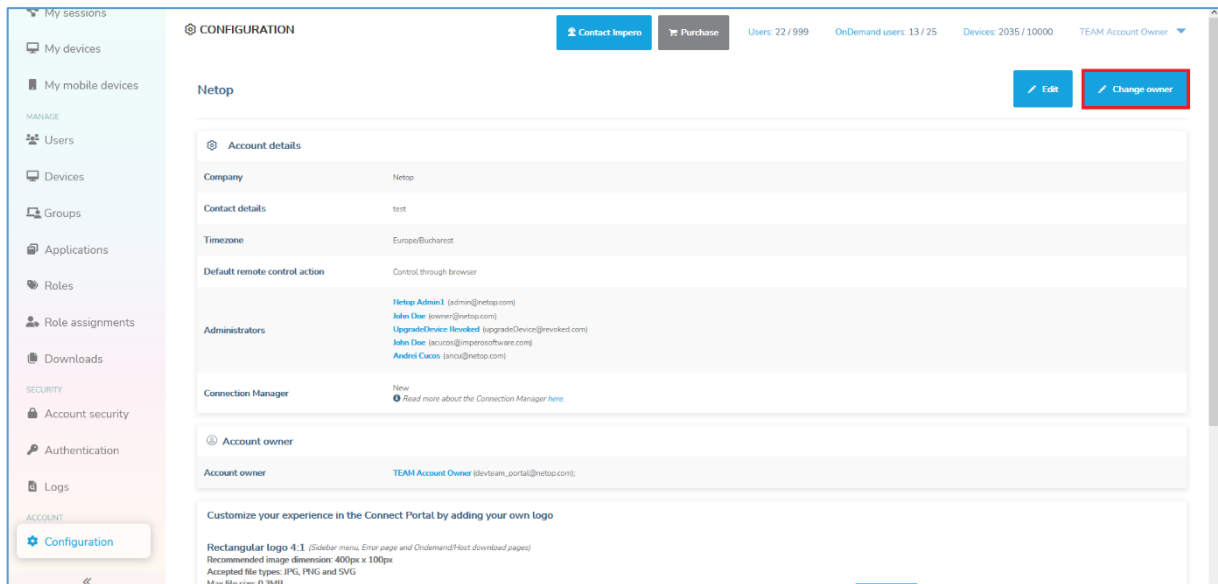 My sessions
My devices
My mobile devices
MANAGE
Users
Devices
Groups
Applications
Roles
Role assignments
Downloads
SECURITY
Account security
Authentication
Logs
ACCOUNT
Configuration
CONFIGURATION
Contact Impero
Purchase
Users: 22 / 999
OnDemand users: 13 / 25
Devices: 2035 / 10000
TEAM Account Owner
Netop
Edit
Change owner
Account details
Company Netop
Contact details test
Timezone Europe/Bucharest
Default remote control action Control through browser
Administrators
Netop Admin1 (admin@netop.com)
John Doe (owner@netop.com)
UpgradeDevice Revoked (upgradeDevice@revoked.com)
John Doe (acucos@imperosoftware.com)
Andrei Cucos (ancu@netop.com)
Connection Manager
New
Read more about the Connection Manager here.
Account owner
Account owner TEAM Account Owner (devteam_portal@netop.com);
Customize your experience in the Connect Portal by adding your own logo
Rectangular logo 4:1 (Sidebar menu, Error page and Ondemand/Host download pages)
Recommended image dimension: 400px x 100px
Accepted file types: JPG, PNG and SVG
Max file size: 0.3MB